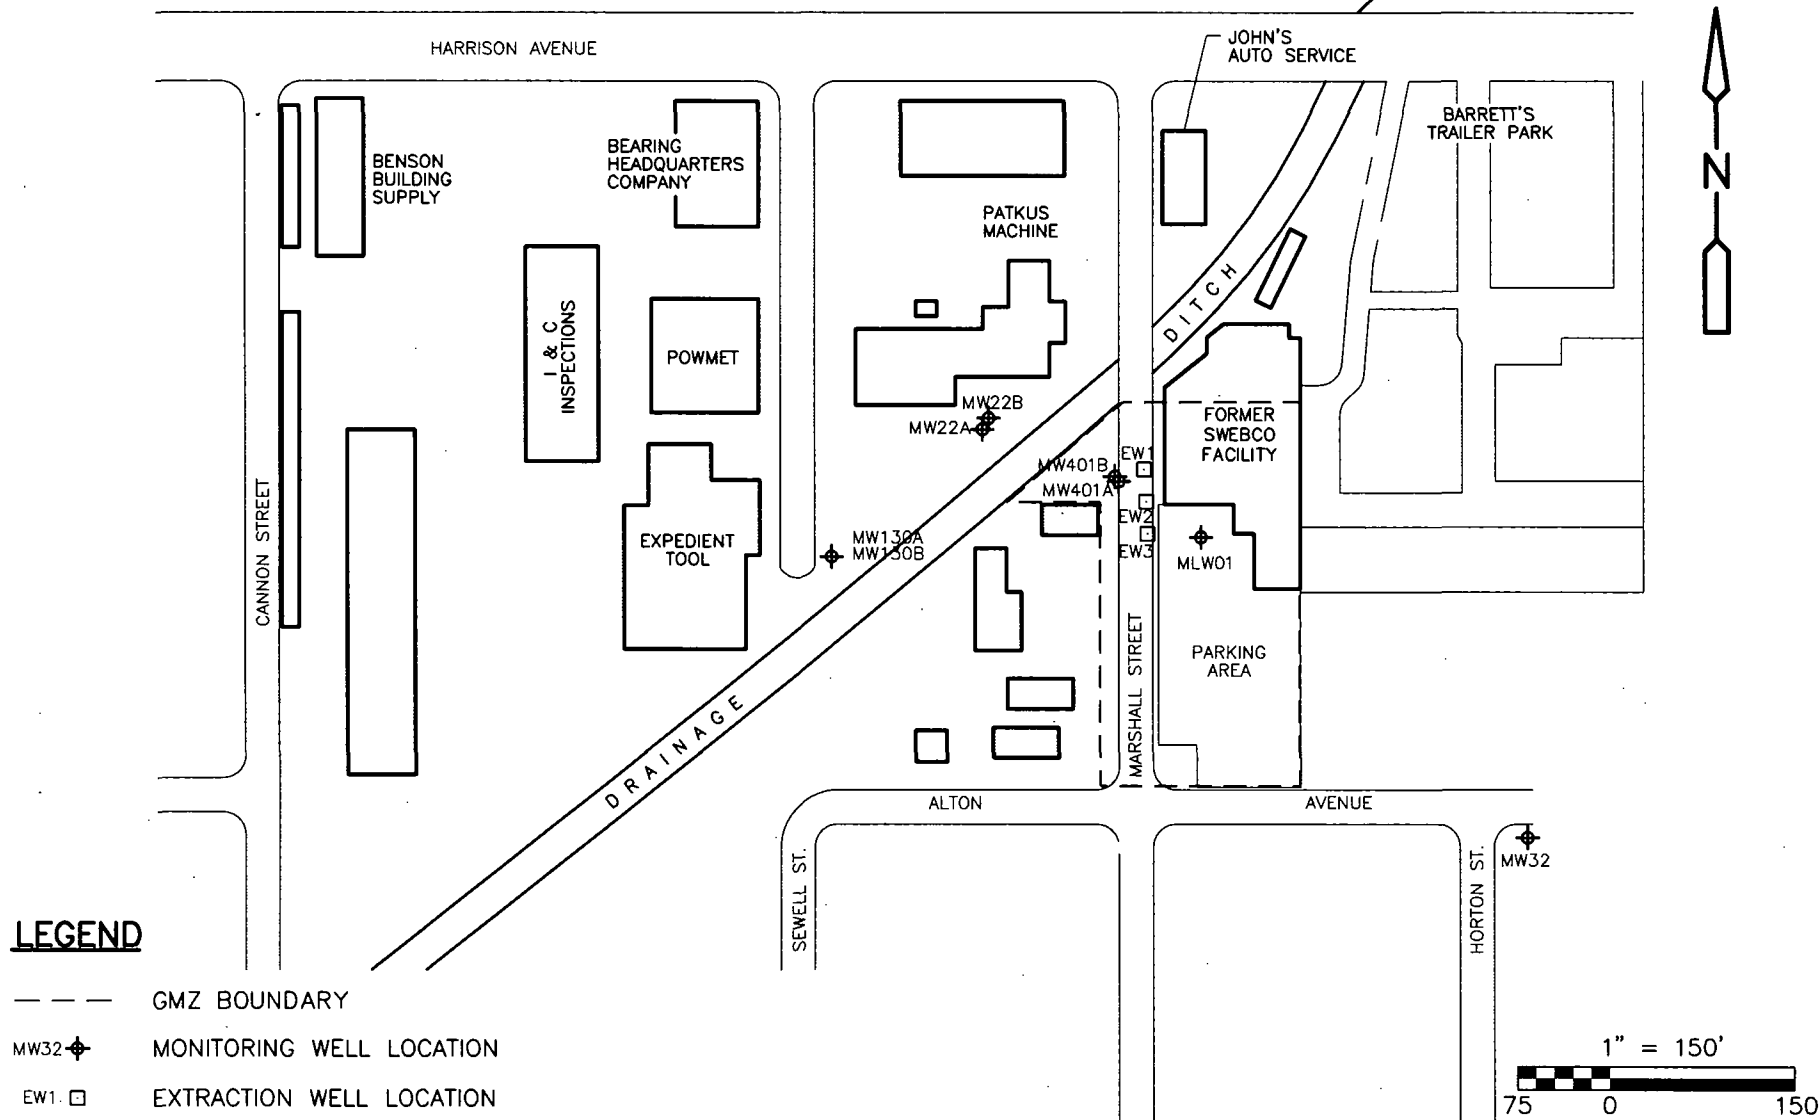 HARRISON AVENUE
JOHN'S
AUTO SERVICE
BARRETT'S
TRAILER PARK
BENSON
BUILDING
SUPPLY
BEARING
HEADQUARTERS
COMPANY
PATKUS
MACHINE
N
I & C
INSPECTIONS
POWMET
DITCH
MW22B
MW22A
FORMER
SWEBCO
FACILITY
EW1
MW401B
MW401A
EW2
EW3
MLW01
CANNON STREET
EXPEDIENT
TOOL
MW130A
MW130B
MARSHALL STREET
PARKING
AREA
DRAINAGE
ALTON
AVENUE
MW32
SEWELL ST.
HORTON ST.
LEGEND
GMZ BOUNDARY
MW32 MONITORING WELL LOCATION
EW1 EXTRACTION WELL LOCATION
1" = 150'
75 0 150